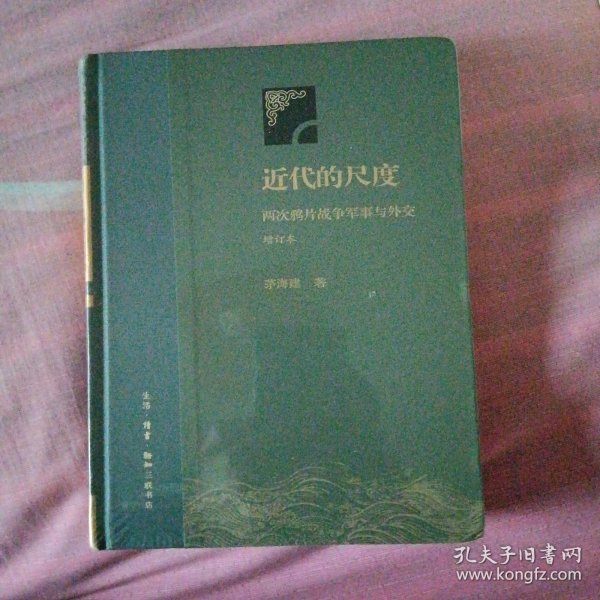 近代的尺度
两次鸦片战争军事与外交
增订本
茅海建 著
生活·读书·新知三联书店
孔夫子旧书网
www.kongfz.com